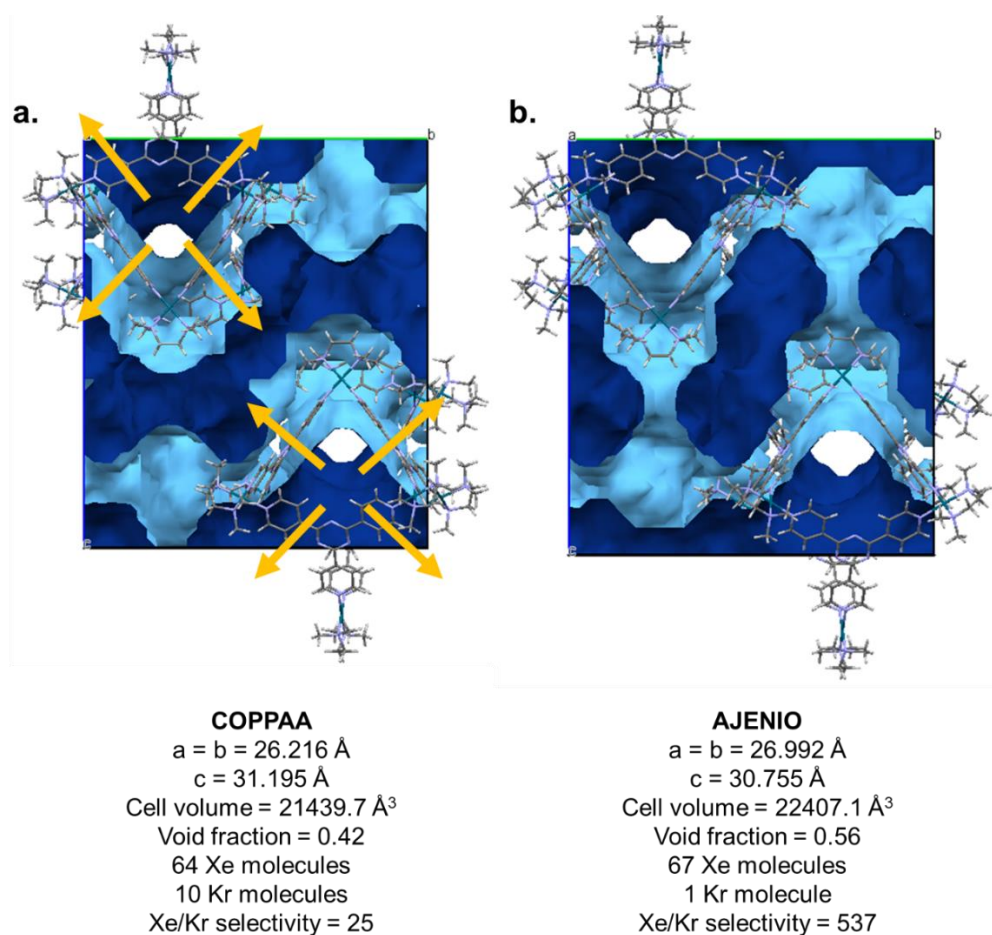 a.
b.
b
a
b
c
c
COPPAA
a = b = 26.216 Å
c = 31.195 Å
Cell volume = 21439.7 Å³
Void fraction = 0.42
64 Xe molecules
10 Kr molecules
Xe/Kr selectivity = 25
AJENIO
a = b = 26.992 Å
c = 30.755 Å
Cell volume = 22407.1 Å³
Void fraction = 0.56
67 Xe molecules
1 Kr molecule
Xe/Kr selectivity = 537